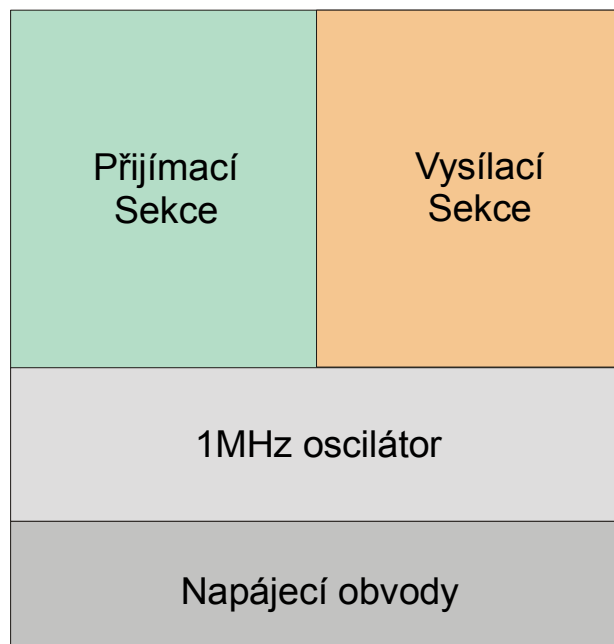 Přijímací
Sekce
Vysílací
Sekce
1MHz oscilátor
Napájecí obvody